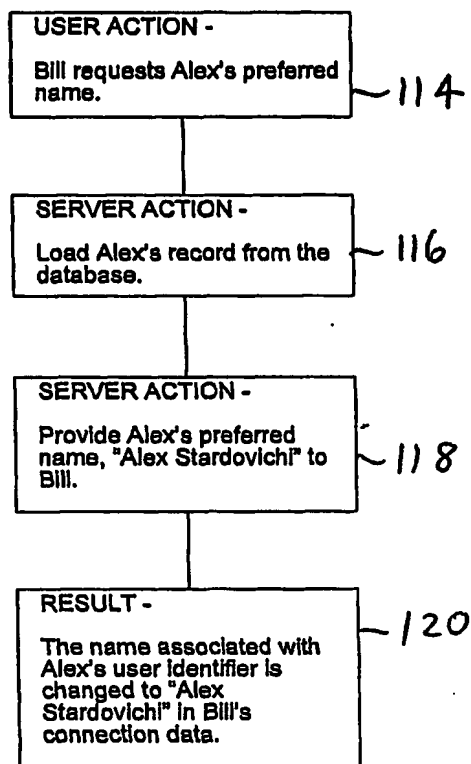 USER ACTION -
Bill requests Alex's preferred
name.
114
SERVER ACTION -
Load Alex's record from the
database.
116
SERVER ACTION -
Provide Alex's preferred
name, "Alex Stardovichi" to
Bill.
118
RESULT -
The name associated with
Alex's user identifier is
changed to "Alex
Stardovichi" in Bill's
connection data.
120